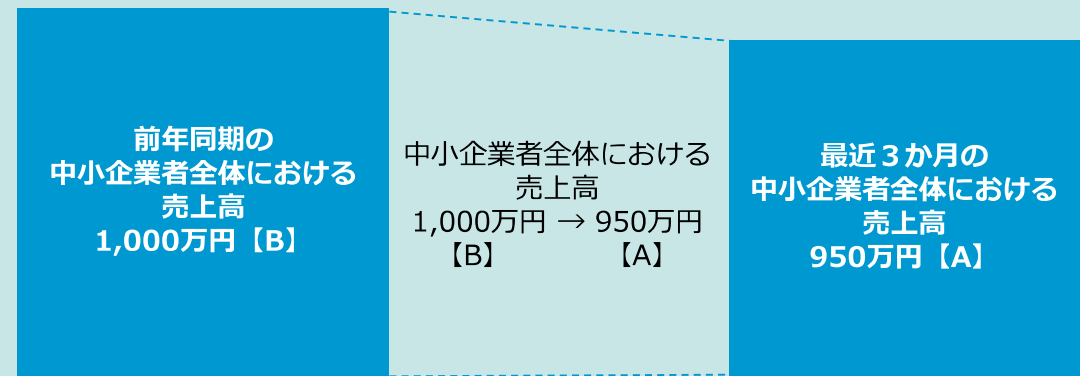 前年同期の
中小企業者全体における
売上高
1,000万円【B】
中小企業者全体における
売上高
1,000万円 → 950万円
【B】 【A】
最近３か月の
中小企業者全体における
売上高
950万円【A】